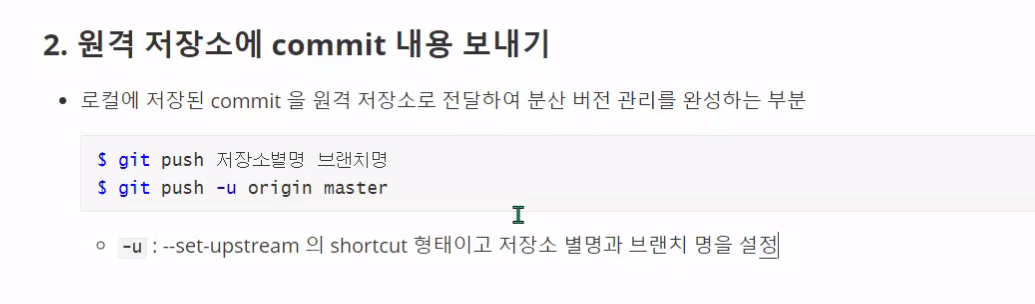 2. 원격 저장소에 commit 내용 보내기
로컬에 저장된 commit 을 원격 저장소로 전달하여 분산 버전 관리를 완성하는 부분
$ git push 저장소별명 브랜치명
$ git push -u origin master
-u : --set-upstream 의 shortcut 형태이고 저장소 별명과 브랜치 명을 설정